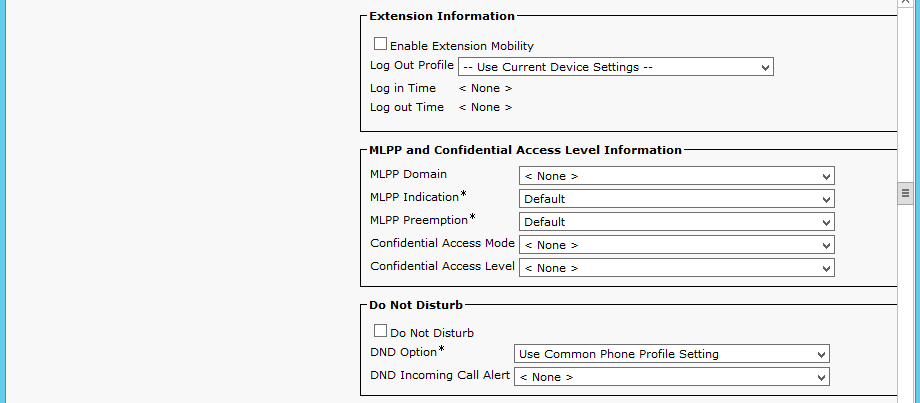 Extension Information
Enable Extension Mobility
Log Out Profile -- Use Current Device Settings --
Log in Time < None >
Log out Time < None >
MLPP and Confidential Access Level Information
MLPP Domain < None >
MLPP Indication* Default
MLPP Preemption* Default
Confidential Access Mode < None >
Confidential Access Level < None >
Do Not Disturb
Do Not Disturb
DND Option* Use Common Phone Profile Setting
DND Incoming Call Alert < None >